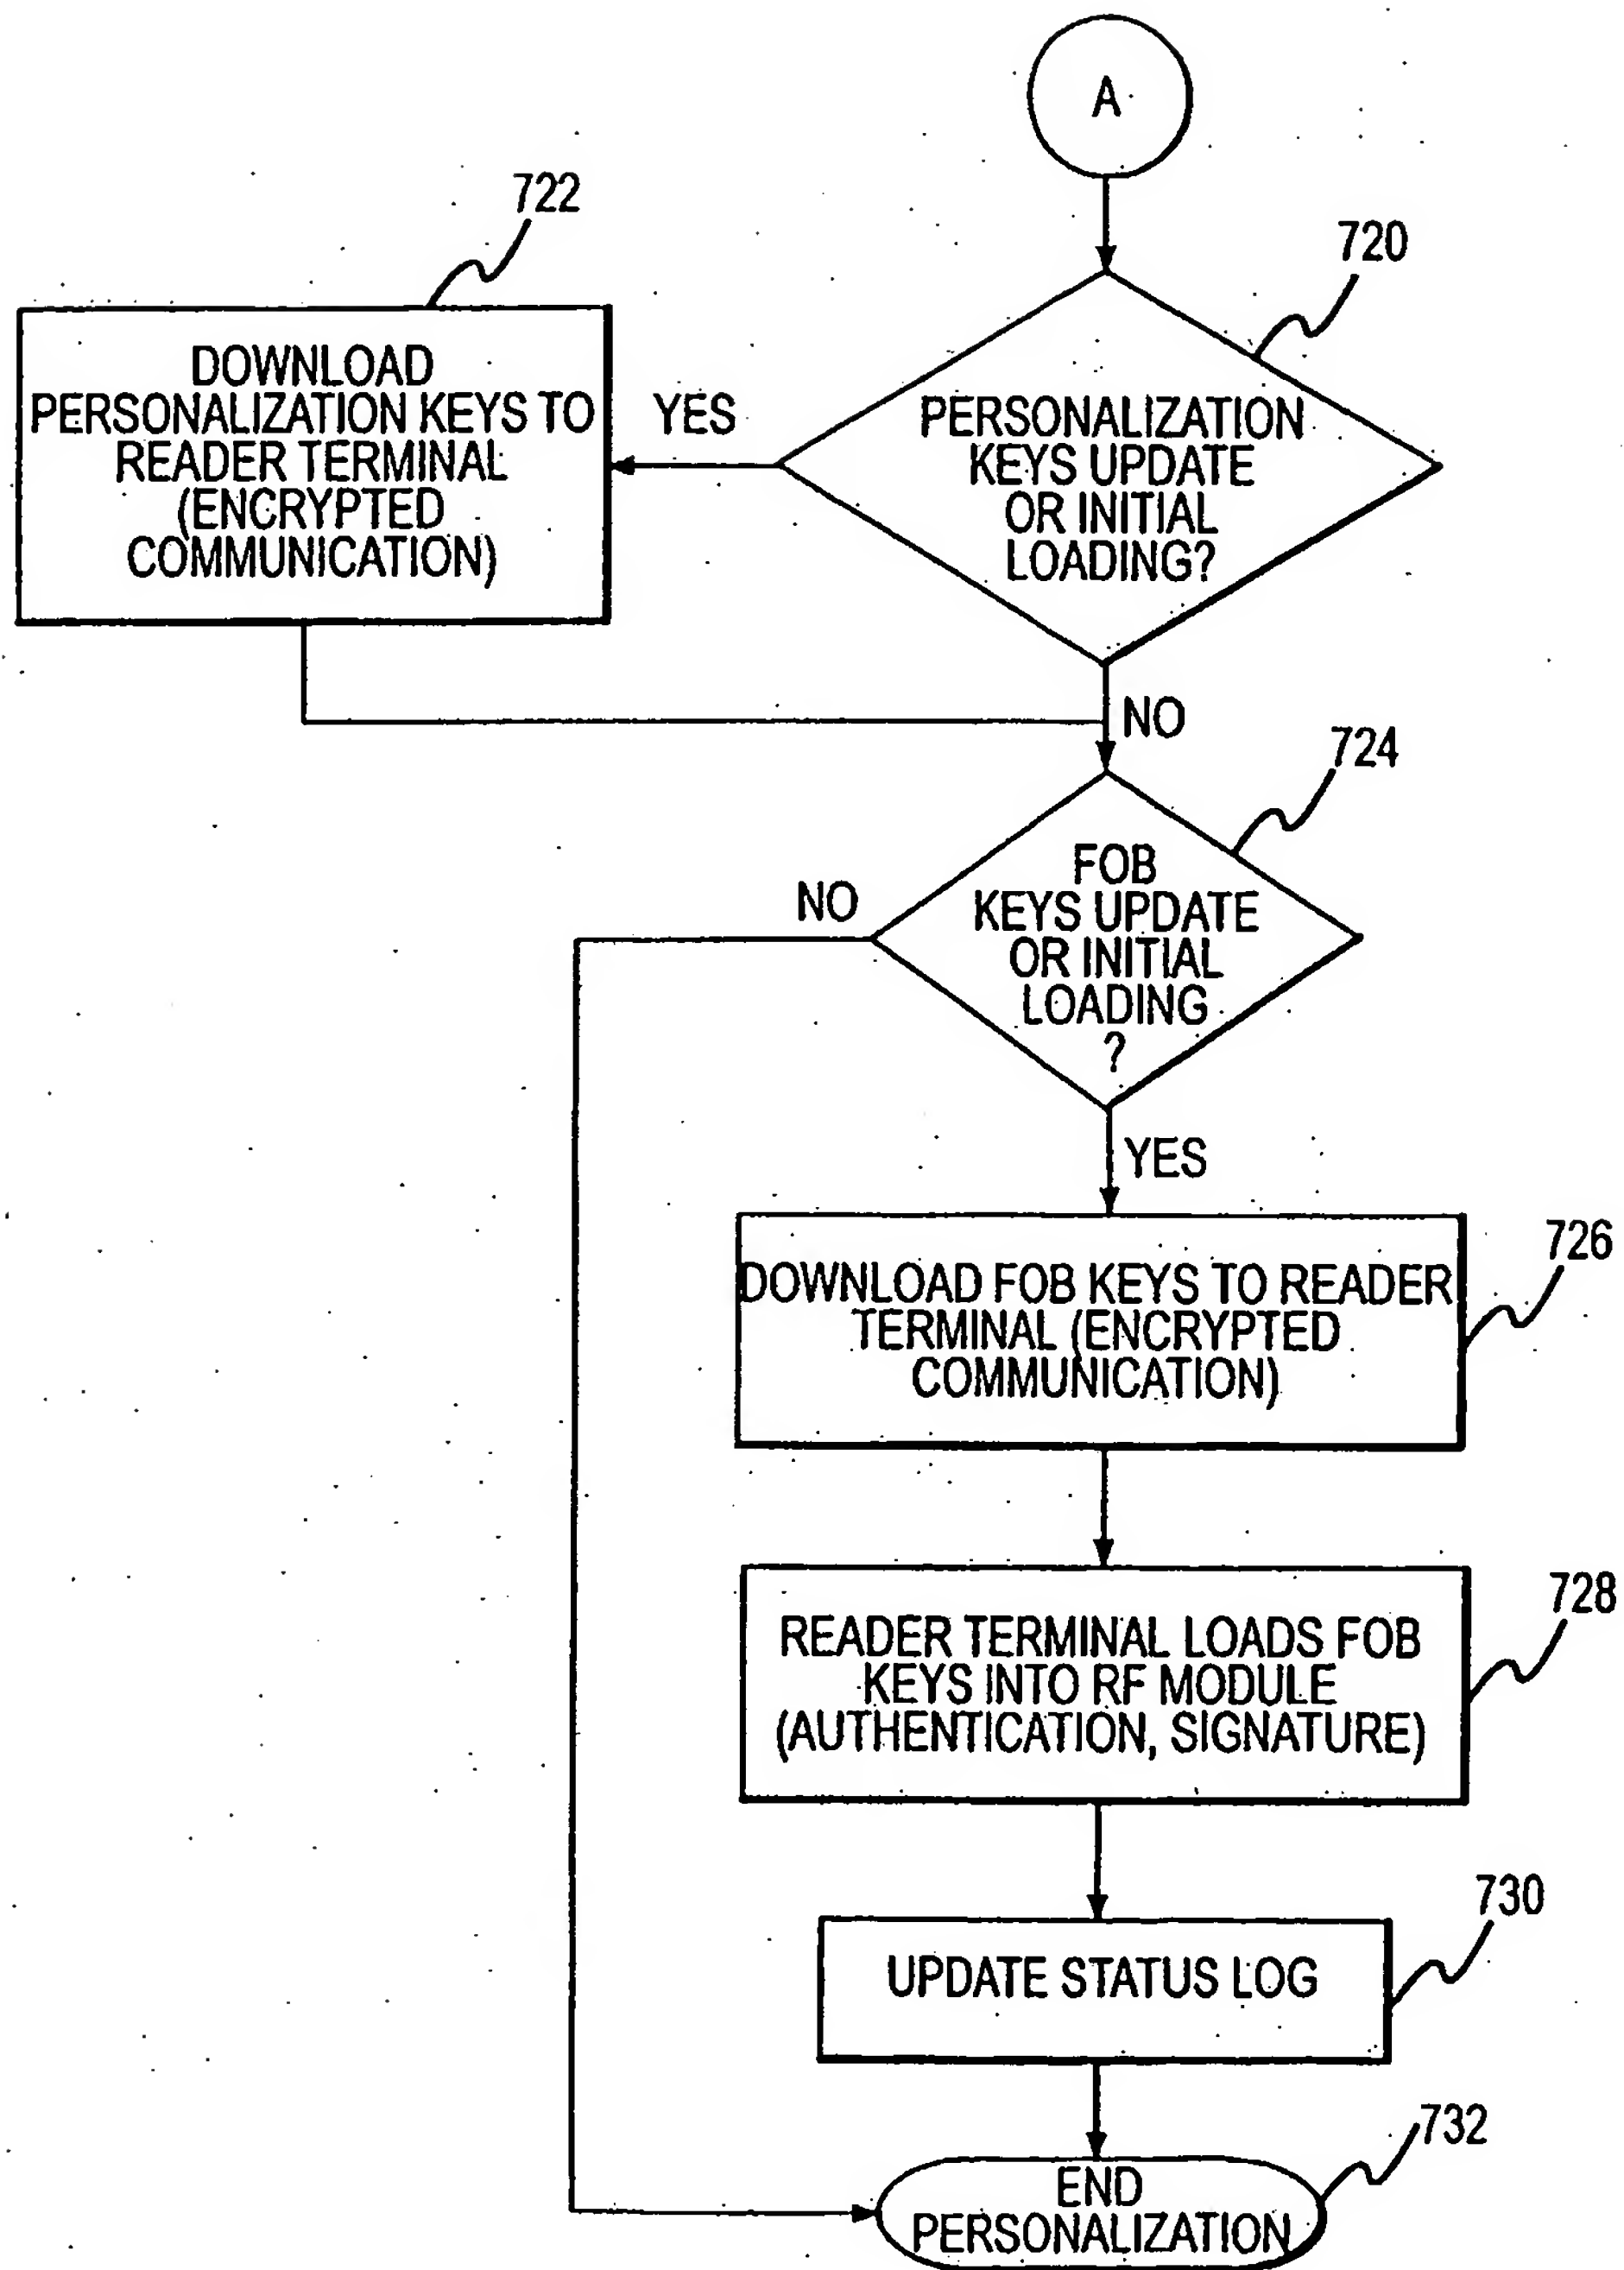 A
722
720
DOWNLOAD
PERSONALIZATION KEYS TO
READER TERMINAL
(ENCRYPTED
COMMUNICATION)
YES
PERSONALIZATION
KEYS UPDATE
OR INITIAL
LOADING?
NO
724
FOB
KEYS UPDATE
OR INITIAL
LOADING
?
NO
YES
726
DOWNLOAD FOB KEYS TO READER
TERMINAL (ENCRYPTED
COMMUNICATION)
728
READER TERMINAL LOADS FOB
KEYS INTO RF MODULE
(AUTHENTICATION, SIGNATURE)
730
UPDATE STATUS LOG
732
END
PERSONALIZATION